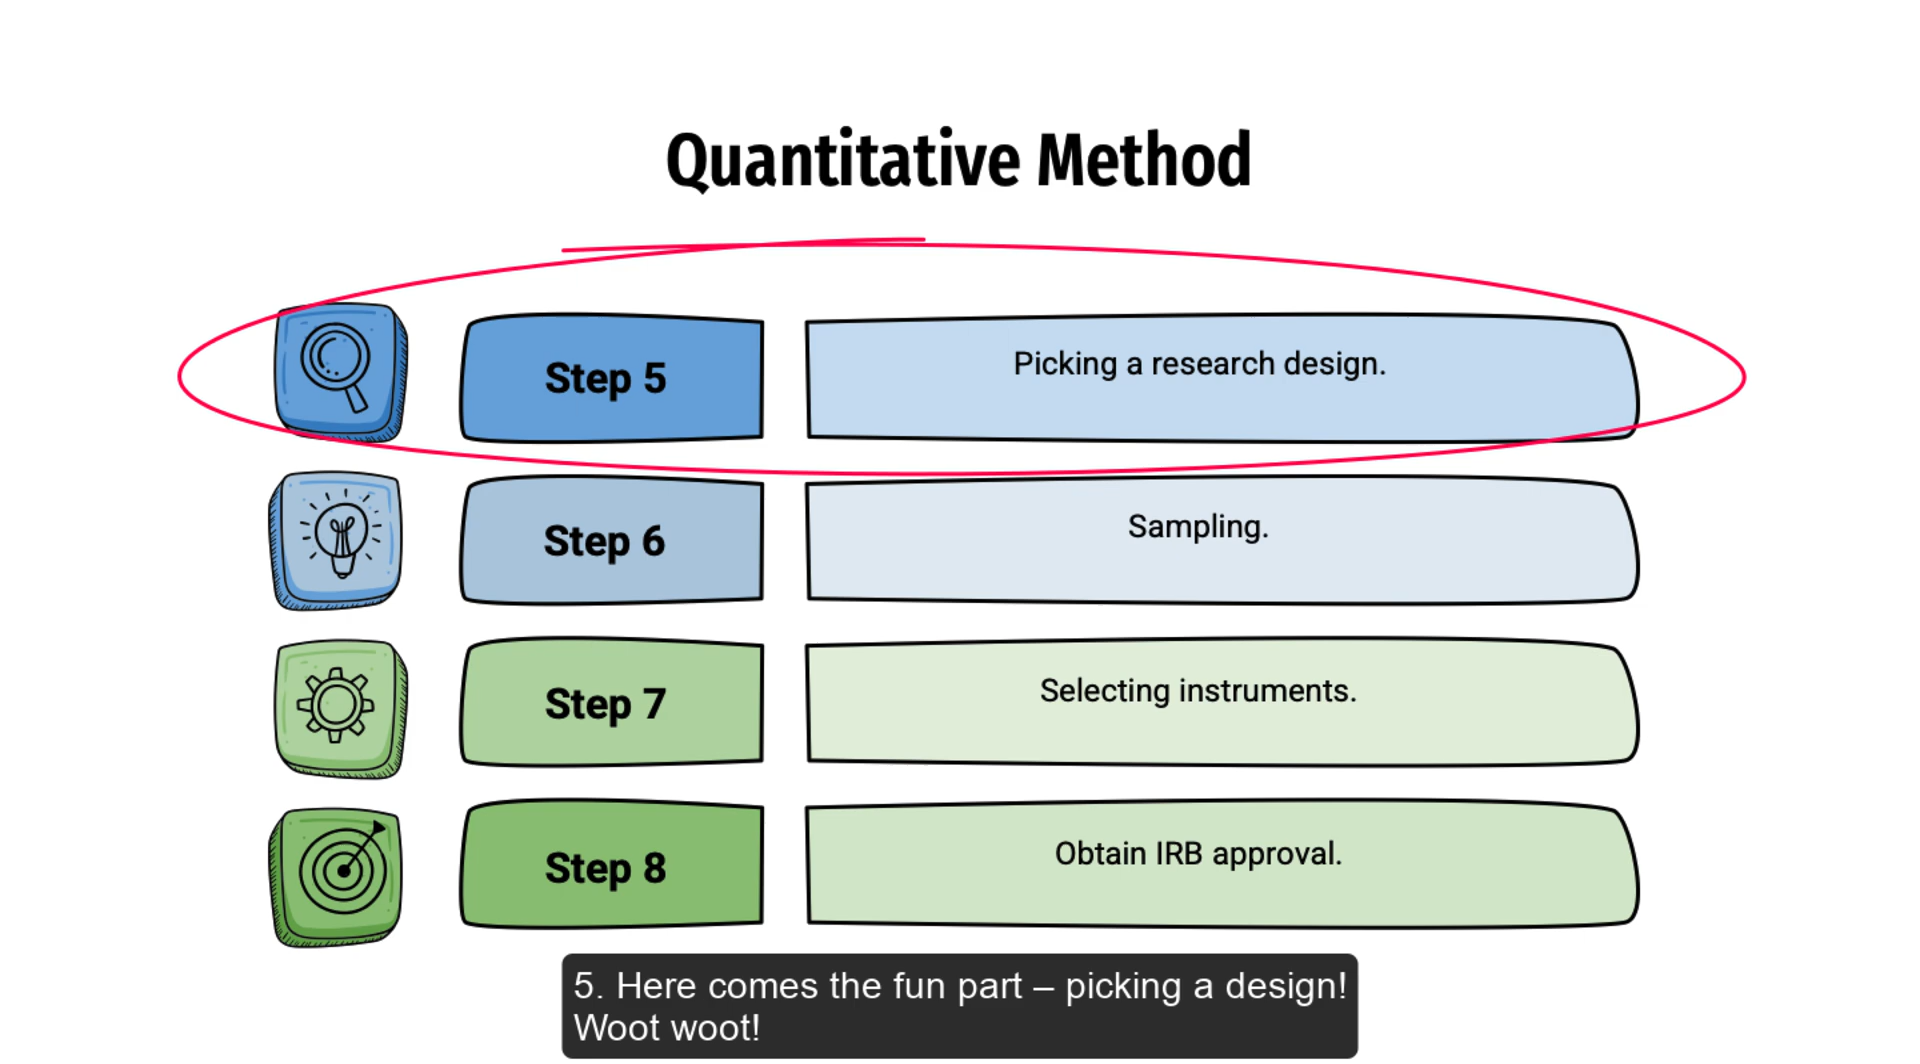 Quantitative Method
Step 5
Picking a research design.
Step 6
Sampling.
Step 7
Selecting instruments.
Step 8
Obtain IRB approval.
5. Here comes the fun part – picking a design!
Woot woot!